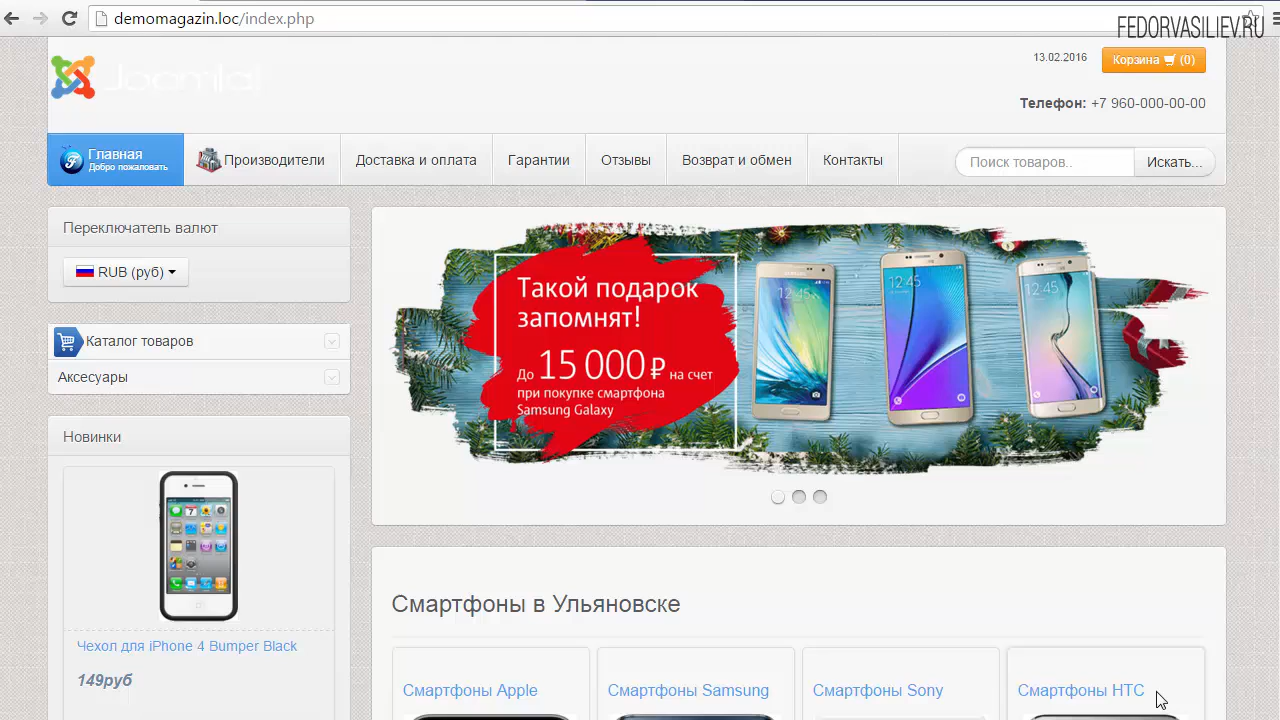 demomagazin.loc/index.php
FEDORVASILIEV.RU
Joomla!
13.02.2016
Корзина (0)
Телефон: +7 960-000-00-00
Главная
Добро пожаловать
Производители
Доставка и оплата
Гарантии
Отзывы
Возврат и обмен
Контакты
Поиск товаров..
Искать...
Переключатель валют
RUB (руб)
Каталог товаров
Аксесуары
Новинки
Чехол для iPhone 4 Bumper Black
149руб
Такой подарок
запомнят!
До 15 000 ₽ на счет
при покупке смартфона
Samsung Galaxy
Смартфоны в Ульяновске
Смартфоны Apple
Смартфоны Samsung
Смартфоны Sony
Смартфоны HTC